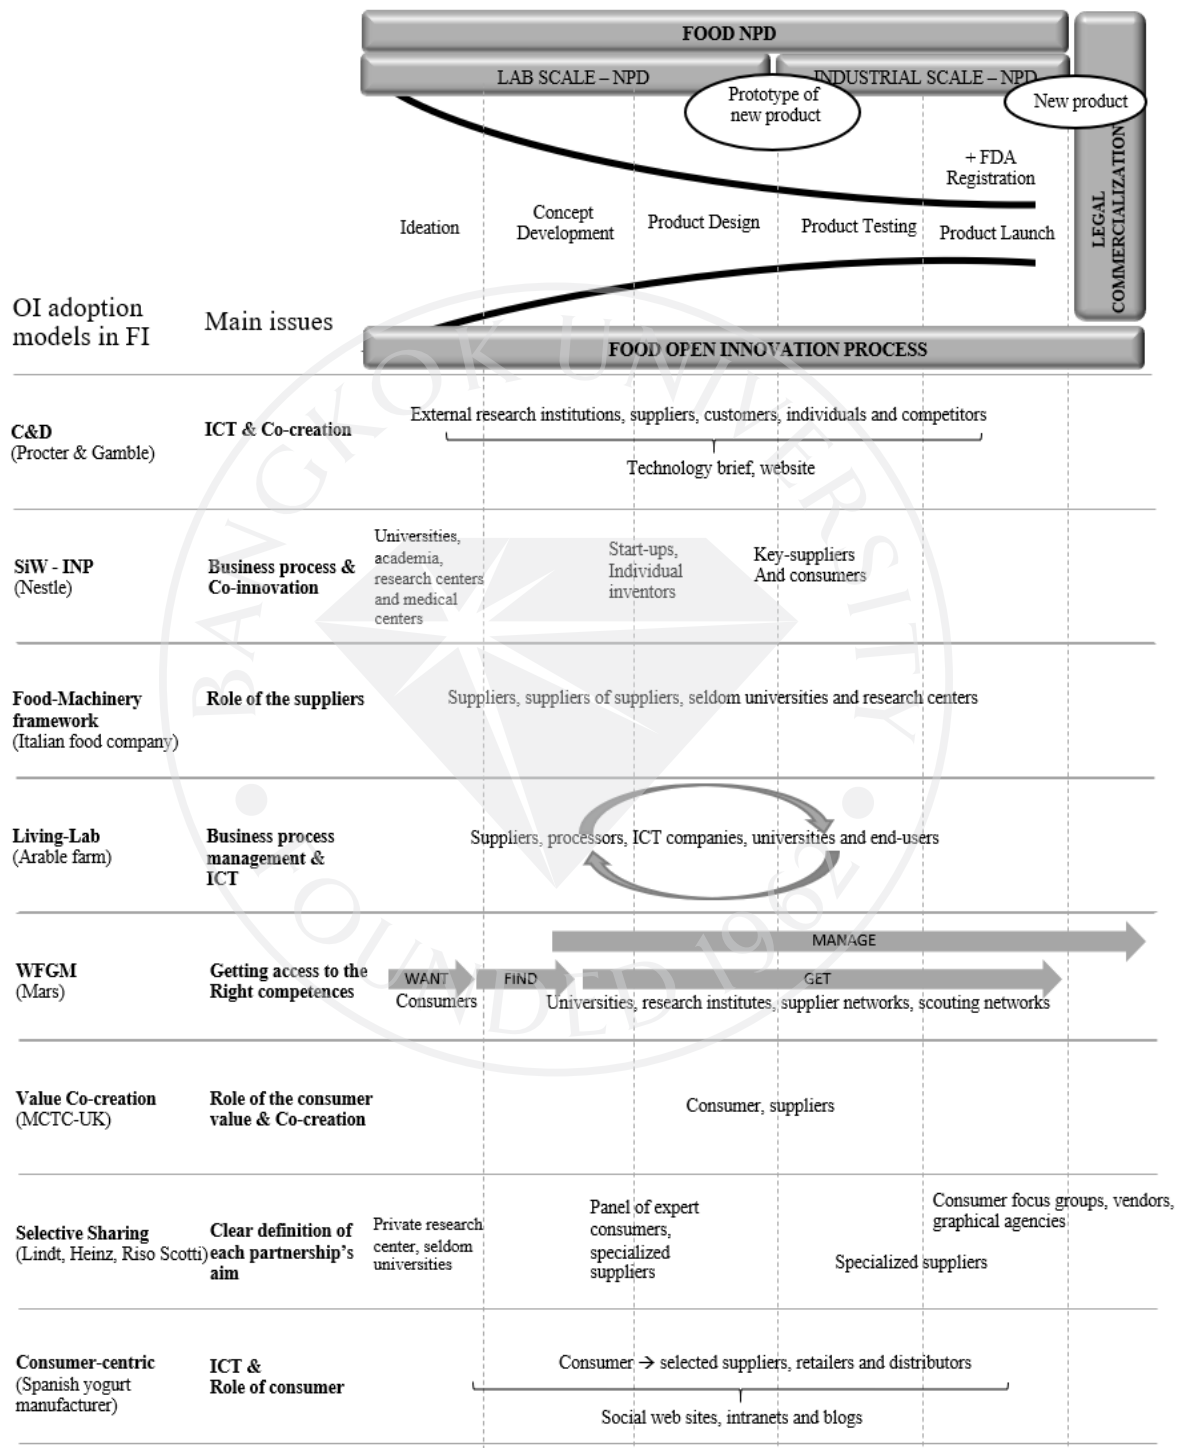 FOOD NPD
LAB SCALE – NPD
INDUSTRIAL SCALE – NPD
Prototype of
new product
New product
LEGAL
COMMERCIALIZATION
+ FDA
Registration
Ideation
Concept
Development
Product Design
Product Testing
Product Launch
OI adoption
models in FI
Main issues
FOOD OPEN INNOVATION PROCESS
C&D
(Procter & Gamble)
ICT & Co-creation
External research institutions, suppliers, customers, individuals and competitors
Technology brief, website
SiW - INP
(Nestle)
Business process &
Co-innovation
Universities,
academia,
research centers
and medical
centers
Start-ups,
Individual
inventors
Key-suppliers
And consumers
Food-Machinery
framework
(Italian food company)
Role of the suppliers
Suppliers, suppliers of suppliers, seldom universities and research centers
Living-Lab
(Arable farm)
Business process
management &
ICT
Suppliers, processors, ICT companies, universities and end-users
WFGM
(Mars)
Getting access to the
Right competences
MANAGE
WANT
FIND
GET
Consumers
Universities, research institutes, supplier networks, scouting networks
Value Co-creation
(MCTC-UK)
Role of the consumer
value & Co-creation
Consumer, suppliers
Selective Sharing
(Lindt, Heinz, Riso Scotti)
Clear definition of
each partnership's
aim
Private research
center, seldom
universities
Panel of expert
consumers,
specialized
suppliers
Consumer focus groups, vendors,
graphical agencies
Specialized suppliers
Consumer-centric
(Spanish yogurt
manufacturer)
ICT &
Role of consumer
Consumer → selected suppliers, retailers and distributors
Social web sites, intranets and blogs
BANGKOK UNIVERSITY
FOUNDED 1962